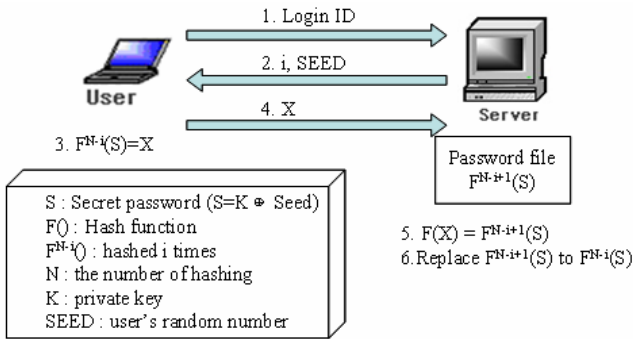 1. Login ID
2. i, SEED
User
4. X
Server
3. F^N-i(S)=X
Password file
F^N-i+1(S)
S : Secret password (S=K ⊕ Seed)
F() : Hash function
F^N-i() : hashed i times
N : the number of hashing
K : private key
SEED : user's random number
5. F(X) = F^N-i+1(S)
6.Replace F^N-i+1(S) to F^N-i(S)